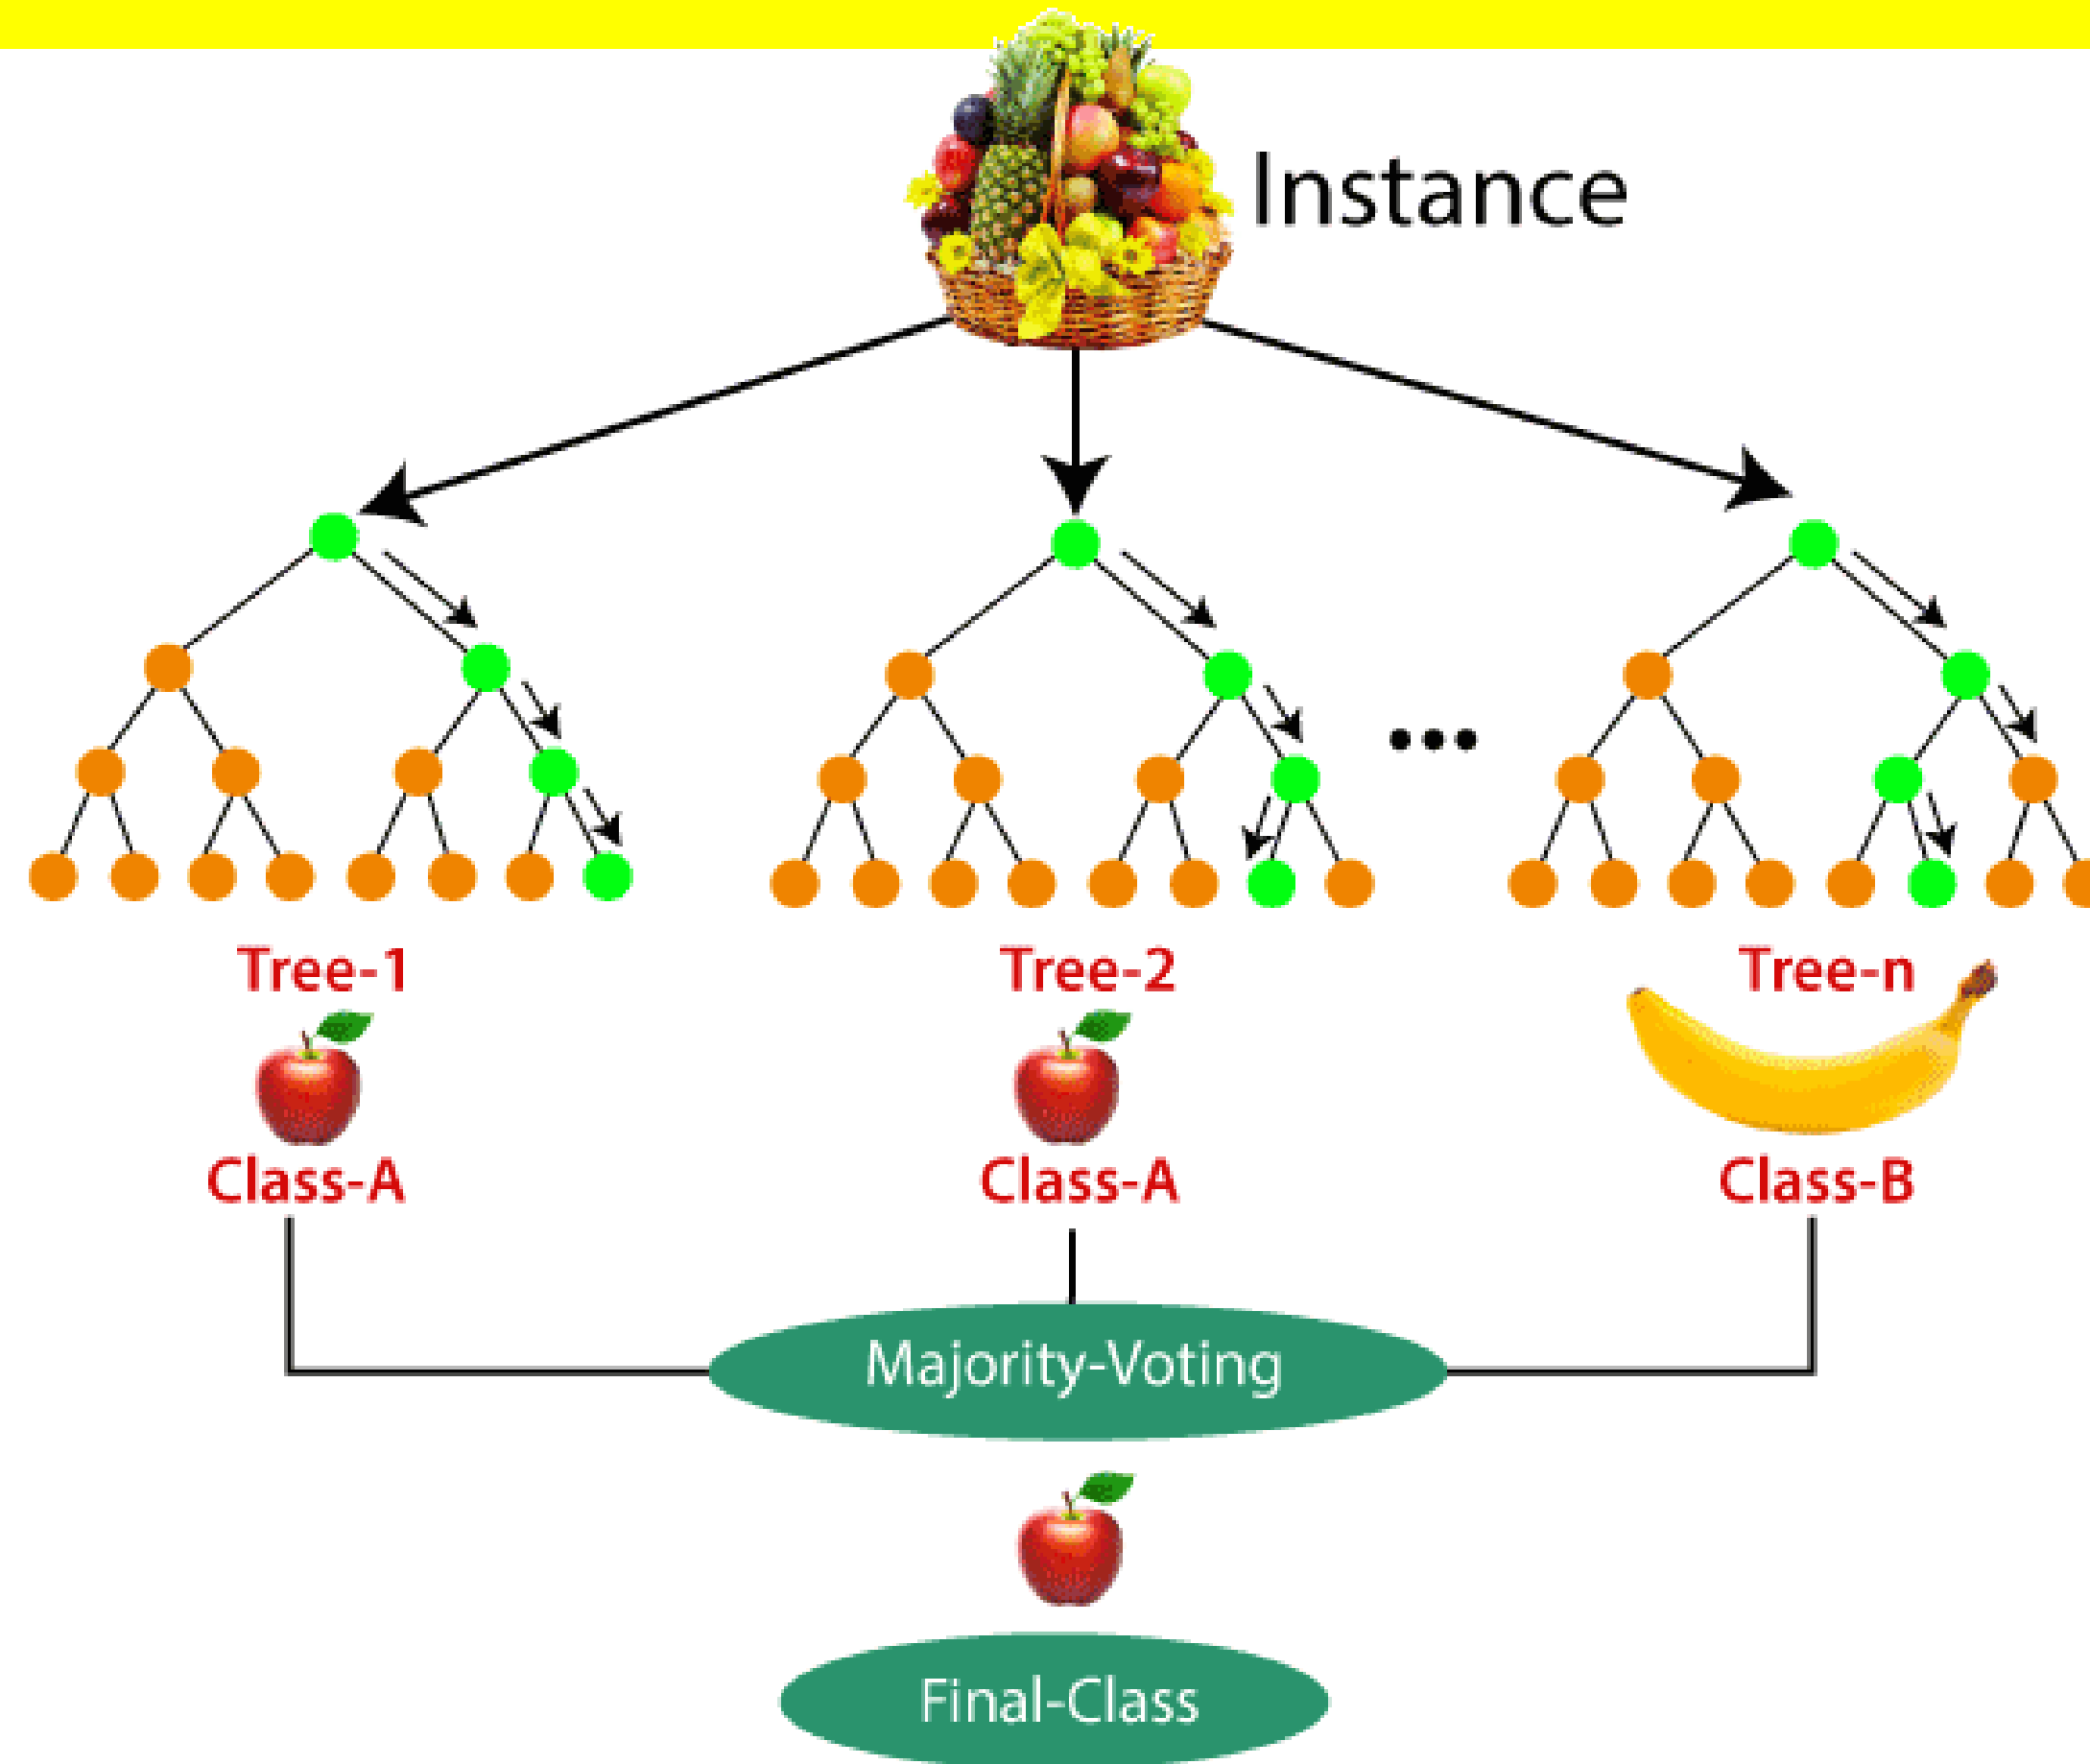 Instance
Tree-1
Tree-2
Tree-n
Class-A
Class-A
Class-B
Majority-Voting
Final-Class